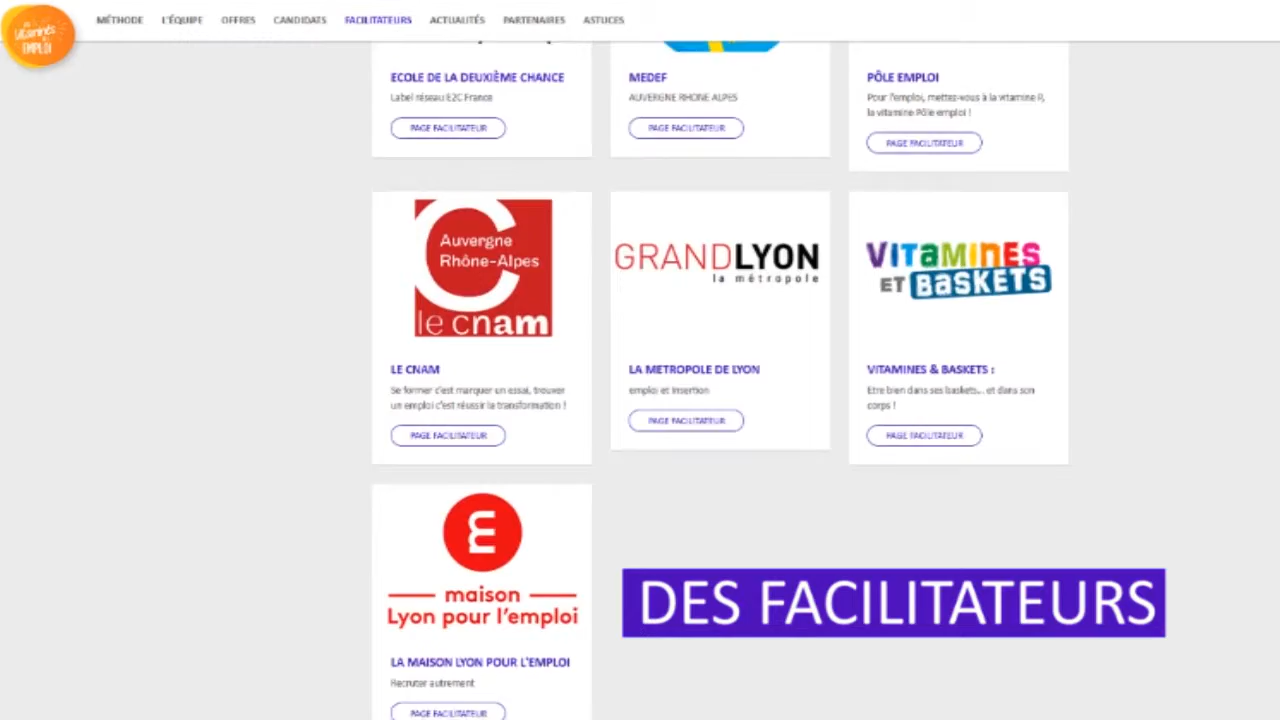 Les
Vitaminés
de l'
EMPLOI
MÉTHODE L'ÉQUIPE OFFRES CANDIDATS FACILITATEURS ACTUALITÉS PARTENAIRES ASTUCES
ECOLE DE LA DEUXIÈME CHANCE
Label réseau E2C France
PAGE FACILITATEUR
MEDEF
AUVERGNE RHONE ALPES
PAGE FACILITATEUR
PÔLE EMPLOI
Pour l'emploi, mettez-vous à la vitamine P,
la vitamine Pôle emploi !
PAGE FACILITATEUR
Auvergne
Rhône-Alpes
le cnam
LE CNAM
Se former c'est marquer un essai, trouver
un emploi c'est réussir la transformation !
PAGE FACILITATEUR
GRANDLYON
la métropole
LA METROPOLE DE LYON
emploi et insertion
PAGE FACILITATEUR
VITAMINES
ET BASKETS
VITAMINES & BASKETS :
Etre bien dans ses baskets... et dans son
corps !
PAGE FACILITATEUR
maison
Lyon pour l'emploi
LA MAISON LYON POUR L'EMPLOI
Recruter autrement
PAGE FACILITATEUR
DES FACILITATEURS